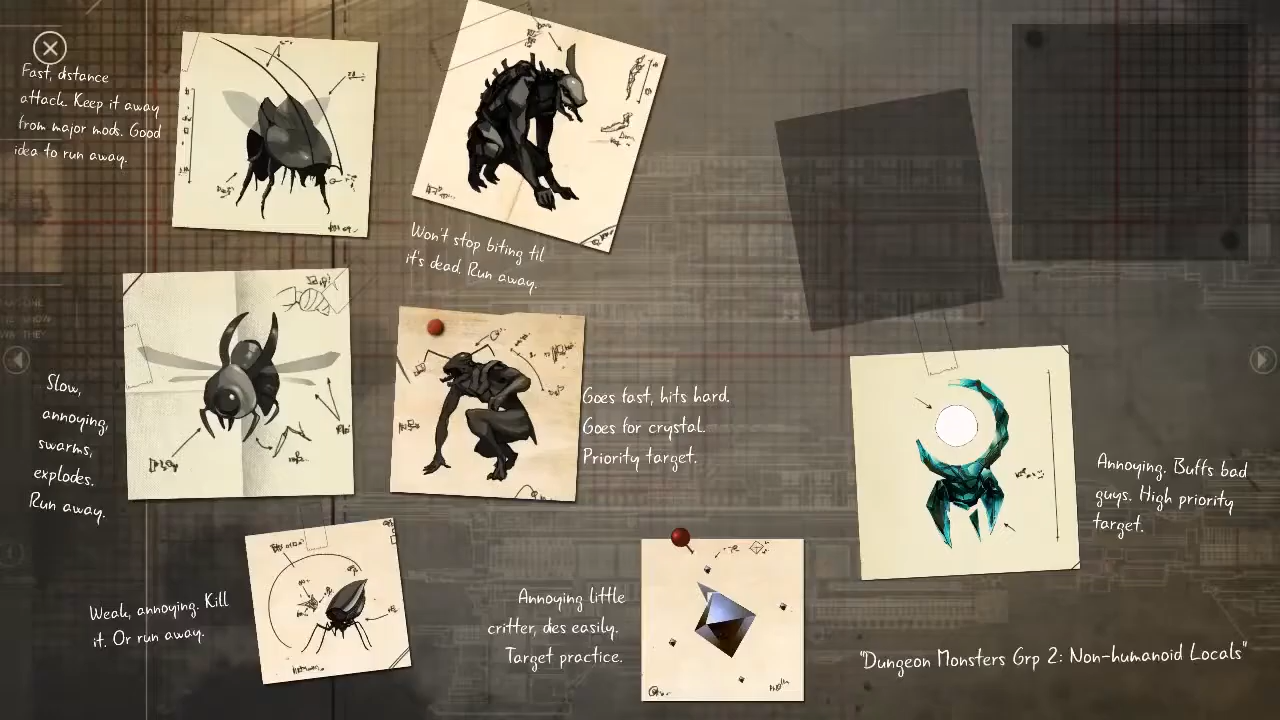 Fast, distance
attack. Keep it away
from major mods. Good
idea to run away.
Won't stop biting til
it's dead. Run away.
Slow,
annoying,
swarms,
explodes.
Run away.
Goes fast, hits hard.
Goes for crystal.
Priority target.
Annoying. Buffs bad
guys. High priority
target.
Weak, annoying. Kill
it. Or run away.
Annoying little
critter, des easily.
Target practice.
"Dungeon Monsters Grp 2: Non-humanoid Locals"